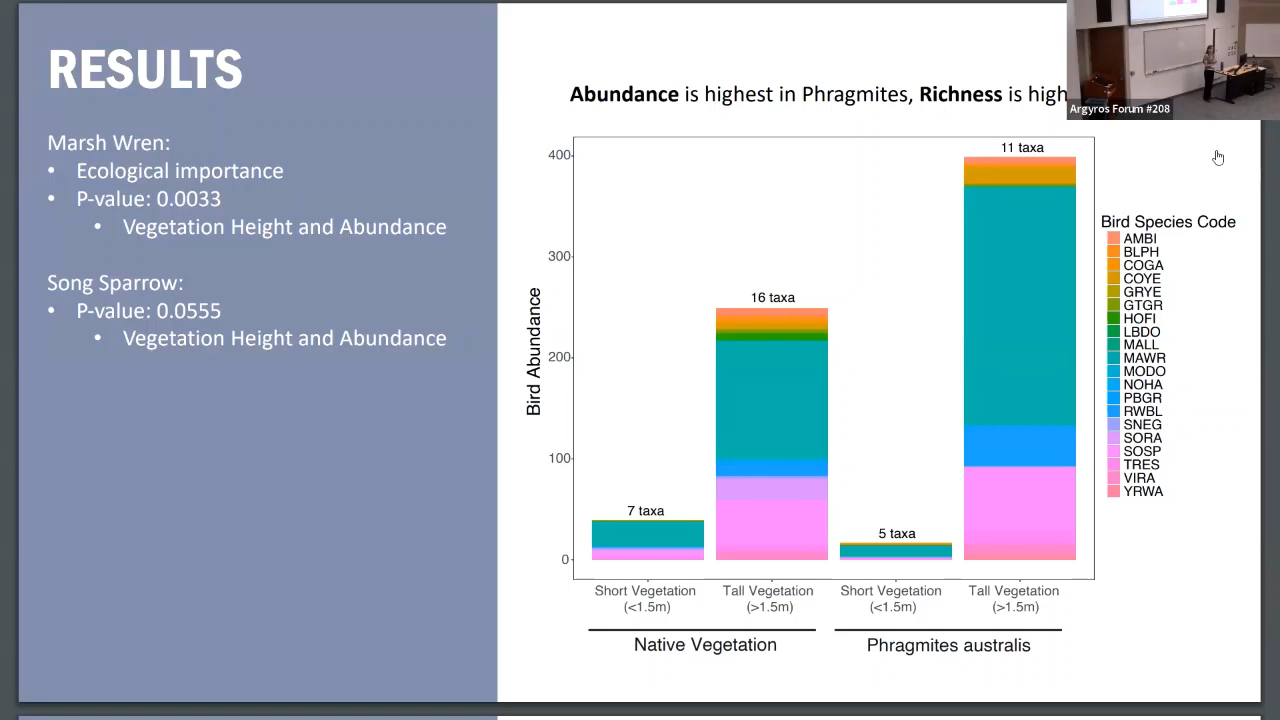 RESULTS
Marsh Wren:
• Ecological importance
• P-value: 0.0033
• Vegetation Height and Abundance
Song Sparrow:
• P-value: 0.0555
• Vegetation Height and Abundance
Abundance is highest in Phragmites, Richness is high
Argyros Forum #208
Bird Abundance
400
300
200
100
0
7 taxa
16 taxa
5 taxa
11 taxa
Short Vegetation
(<1.5m)
Tall Vegetation
(>1.5m)
Short Vegetation
(<1.5m)
Tall Vegetation
(>1.5m)
Native Vegetation
Phragmites australis
Bird Species Code
AMBI
BLPH
COGA
COYE
GRYE
GTGR
HOFI
LBDO
MALL
MAWR
MODO
NOHA
PBGR
RWBL
SNEG
SORA
SOSP
TRES
VIRA
YRWA